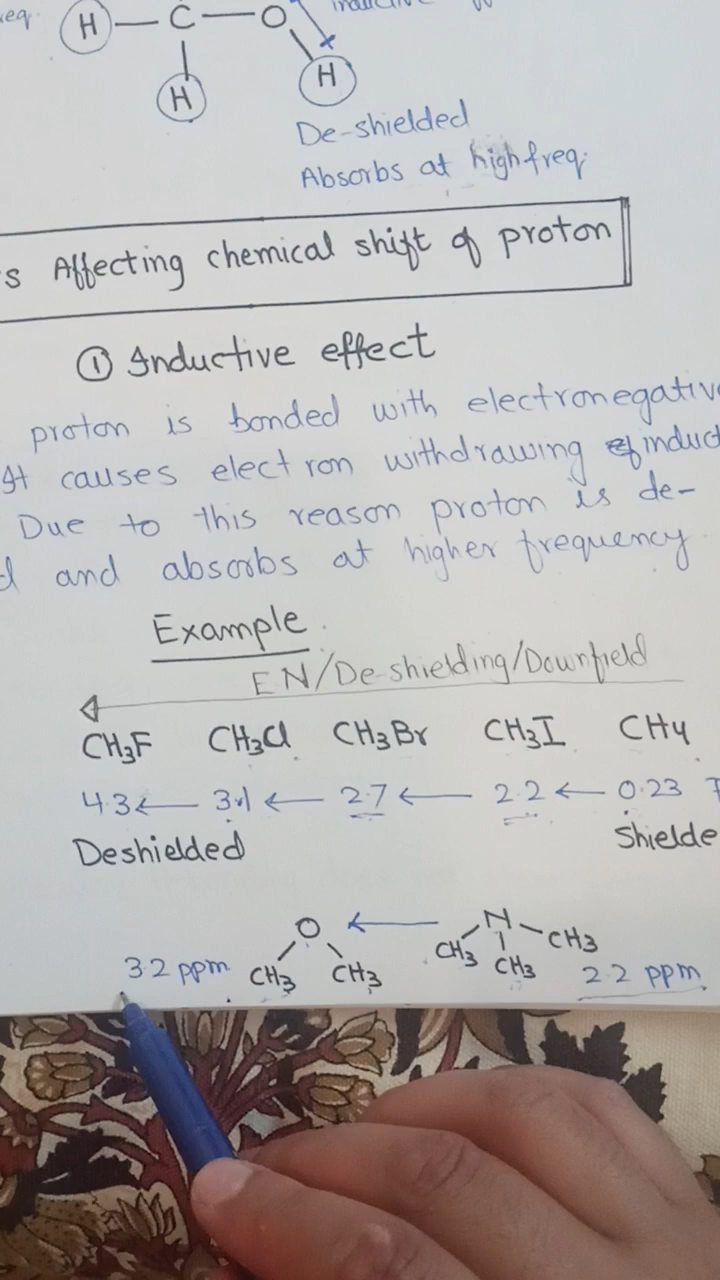 H — C — O
H
H
De-shielded
Absorbs at high freq.
Affecting chemical shift of proton
① Inductive effect
proton is bonded with electronegative
It causes electron withdrawing
Due to this reason proton is de-
and absorbs at higher frequency
Example
EN/De-shielding/Downfield
CH3F CH3Cl CH3Br CH3I CH4
4.3 ← 3.1 ← 2.7 ← 2.2 ← 0.23
Deshielded Shielde
O ← N
CH3 CH3 CH3 CH3 CH3
3.2 ppm 2.2 ppm